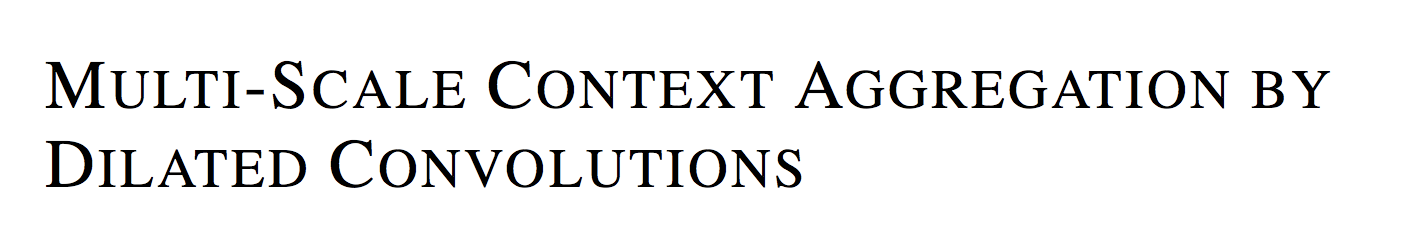 Multi-Scale Context Aggregation by
Dilated Convolutions